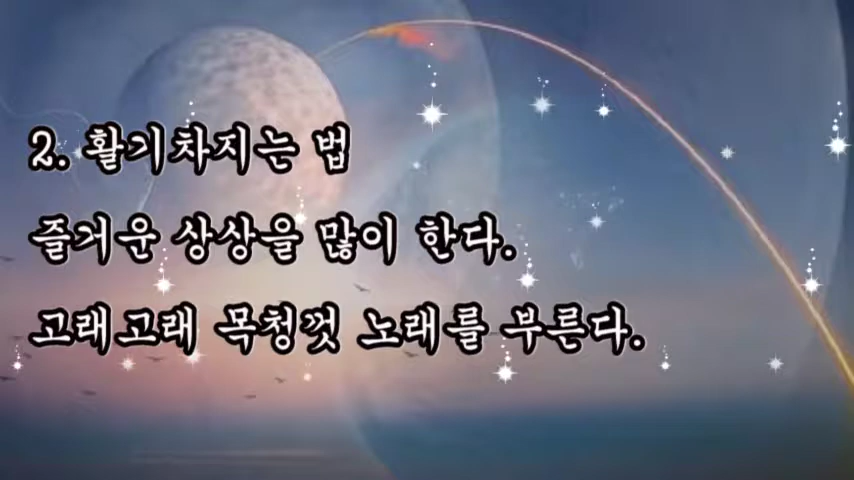 2. 활기차지는 법
즐거운 상상을 많이 한다.
고래고래 목청껏 노래를 부른다.